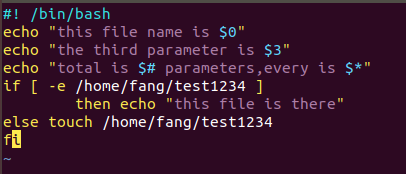 #! /bin/bash
echo "this file name is $0"
echo "the third parameter is $3"
echo "total is $# parameters,every is $*"
if [ -e /home/fang/test1234 ]
        then echo "this file is there"
else touch /home/fang/test1234
fi
~